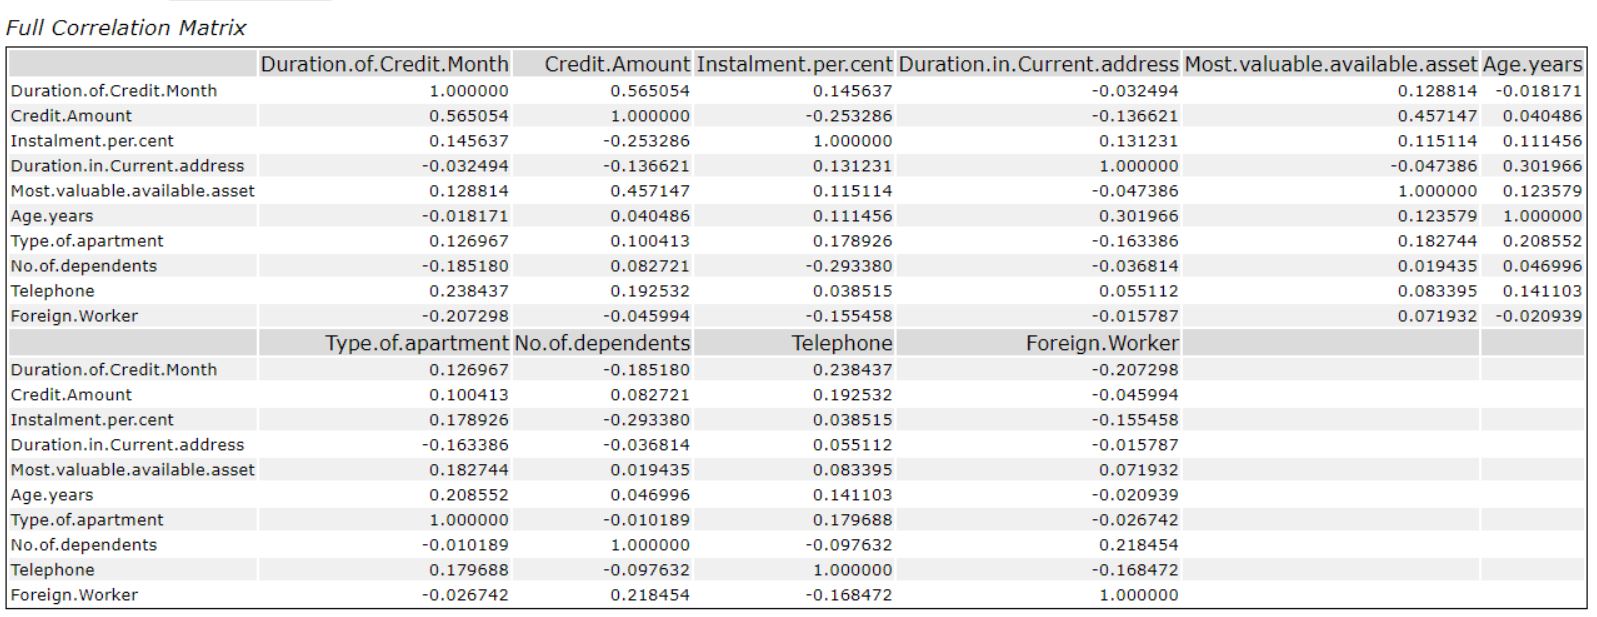 Full Correlation Matrix
Duration.of.Credit.Month Credit.Amount Instalment.per.cent Duration.in.Current.address Most.valuable.available.asset Age.years
Duration.of.Credit.Month 1.000000 0.565054 0.145637 -0.032494 0.128814 -0.018171
Credit.Amount 0.565054 1.000000 -0.253286 -0.136621 0.457147 0.040486
Instalment.per.cent 0.145637 -0.253286 1.000000 0.131231 0.115114 0.111456
Duration.in.Current.address -0.032494 -0.136621 0.131231 1.000000 -0.047386 0.301966
Most.valuable.available.asset 0.128814 0.457147 0.115114 -0.047386 1.000000 0.123579
Age.years -0.018171 0.040486 0.111456 0.301966 0.123579 1.000000
Type.of.apartment 0.126967 0.100413 0.178926 -0.163386 0.182744 0.208552
No.of.dependents -0.185180 0.082721 -0.293380 -0.036814 0.019435 0.046996
Telephone 0.238437 0.192532 0.038515 0.055112 0.083395 0.141103
Foreign.Worker -0.207298 -0.045994 -0.155458 -0.015787 0.071932 -0.020939
Type.of.apartment No.of.dependents Telephone Foreign.Worker
Duration.of.Credit.Month 0.126967 -0.185180 0.238437 -0.207298
Credit.Amount 0.100413 0.082721 0.192532 -0.045994
Instalment.per.cent 0.178926 -0.293380 0.038515 -0.155458
Duration.in.Current.address -0.163386 -0.036814 0.055112 -0.015787
Most.valuable.available.asset 0.182744 0.019435 0.083395 0.071932
Age.years 0.208552 0.046996 0.141103 -0.020939
Type.of.apartment 1.000000 -0.010189 0.179688 -0.026742
No.of.dependents -0.010189 1.000000 -0.097632 0.218454
Telephone 0.179688 -0.097632 1.000000 -0.168472
Foreign.Worker -0.026742 0.218454 -0.168472 1.000000